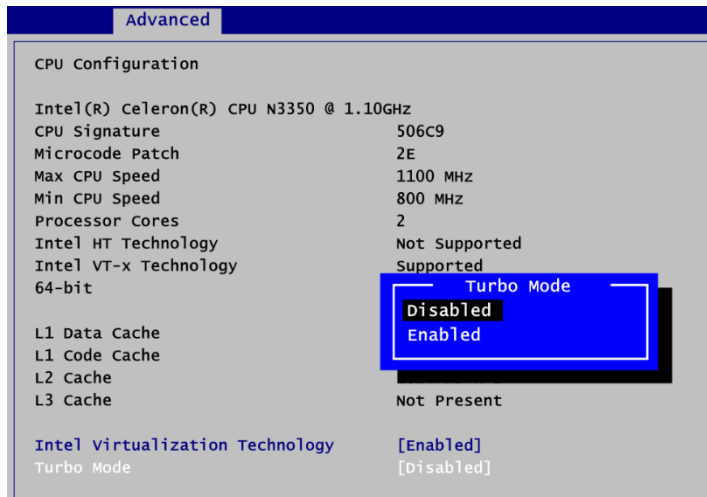 Advanced
CPU Configuration
Intel(R) Celeron(R) CPU N3350 @ 1.10GHz
CPU Signature 506C9
Microcode Patch 2E
Max CPU Speed 1100 MHz
Min CPU Speed 800 MHz
Processor Cores 2
Intel HT Technology Not Supported
Intel VT-x Technology Supported
64-bit
Turbo Mode
Disabled
Enabled
L1 Data Cache
L1 Code Cache
L2 Cache
L3 Cache Not Present
Intel Virtualization Technology [Enabled]
Turbo Mode [Disabled]